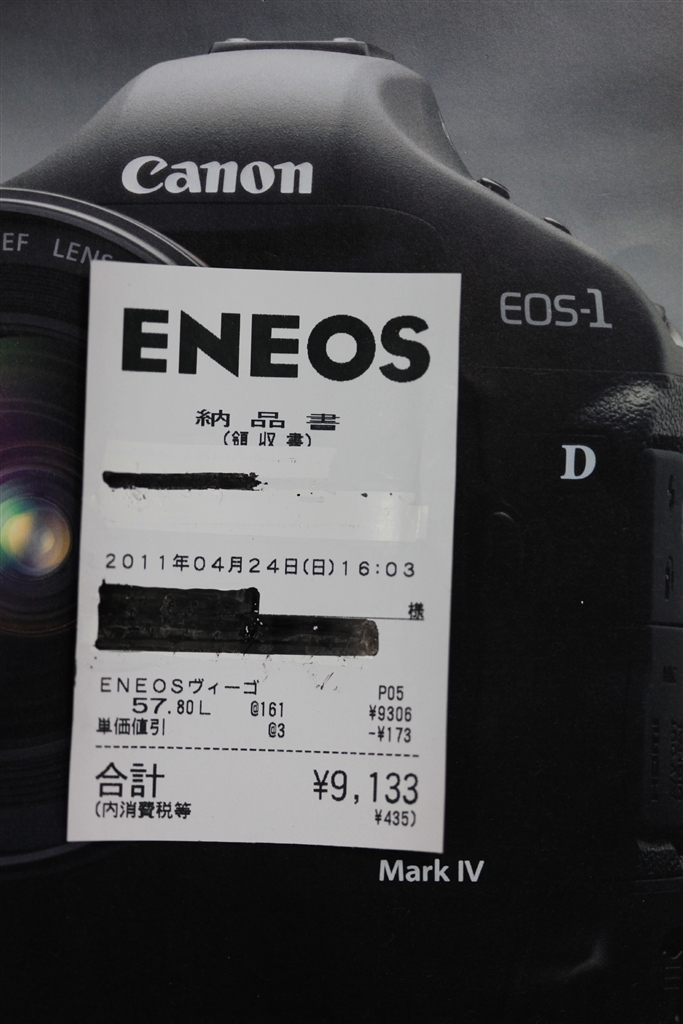 Canon
EF LENS
EOS-1
D
ENEOS
納品書
(領収書)
2011年04月24日(日)16:03
様
ENEOSヴィーゴ P05
57.80L @161 ¥9306
単価値引 @3 -¥173
合計 ¥9,133
(内消費税等 ¥435)
Mark IV